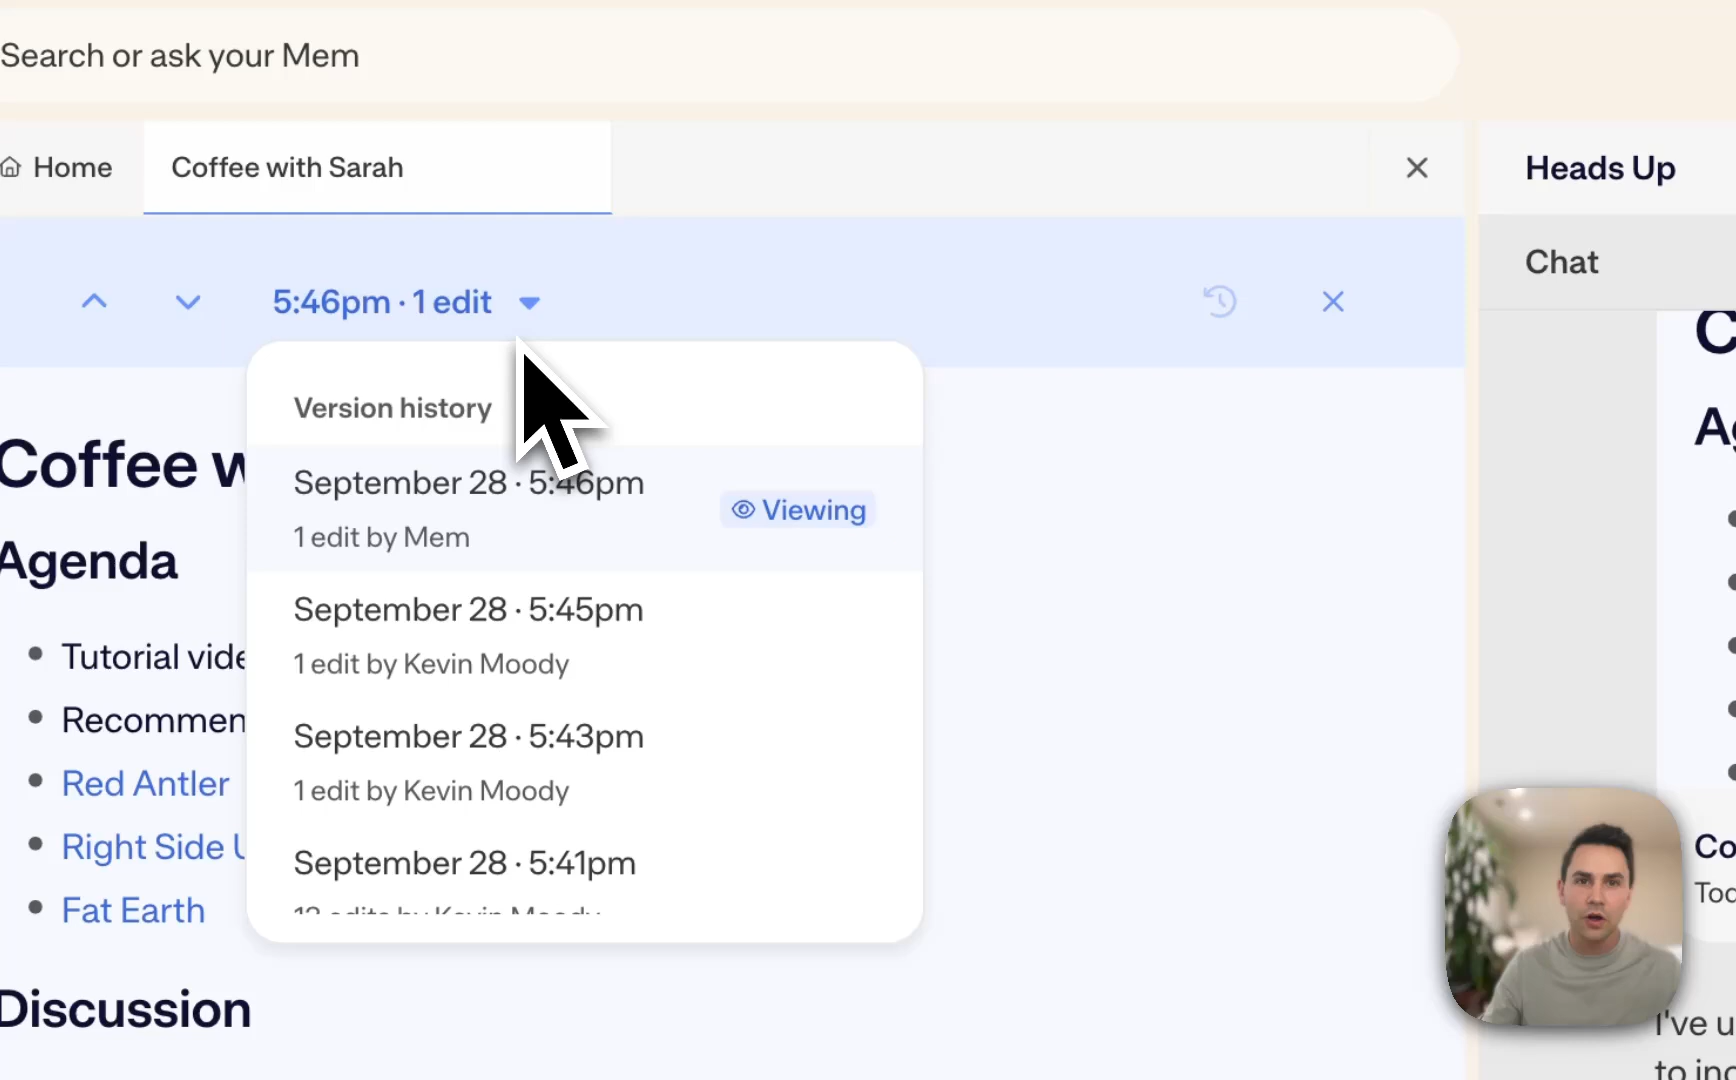 Search or ask your Mem
Home
Coffee with Sarah
Heads Up
5:46pm · 1 edit
Chat
Version history
Coffee w
September 28 · 5:46pm
Viewing
1 edit by Mem
Agenda
September 28 · 5:45pm
1 edit by Kevin Moody
Tutorial vide
Recommen
September 28 · 5:43pm
1 edit by Kevin Moody
Red Antler
Right Side U
September 28 · 5:41pm
Fat Earth
Discussion
C
Ag
Co
Toc
I've u
to inc